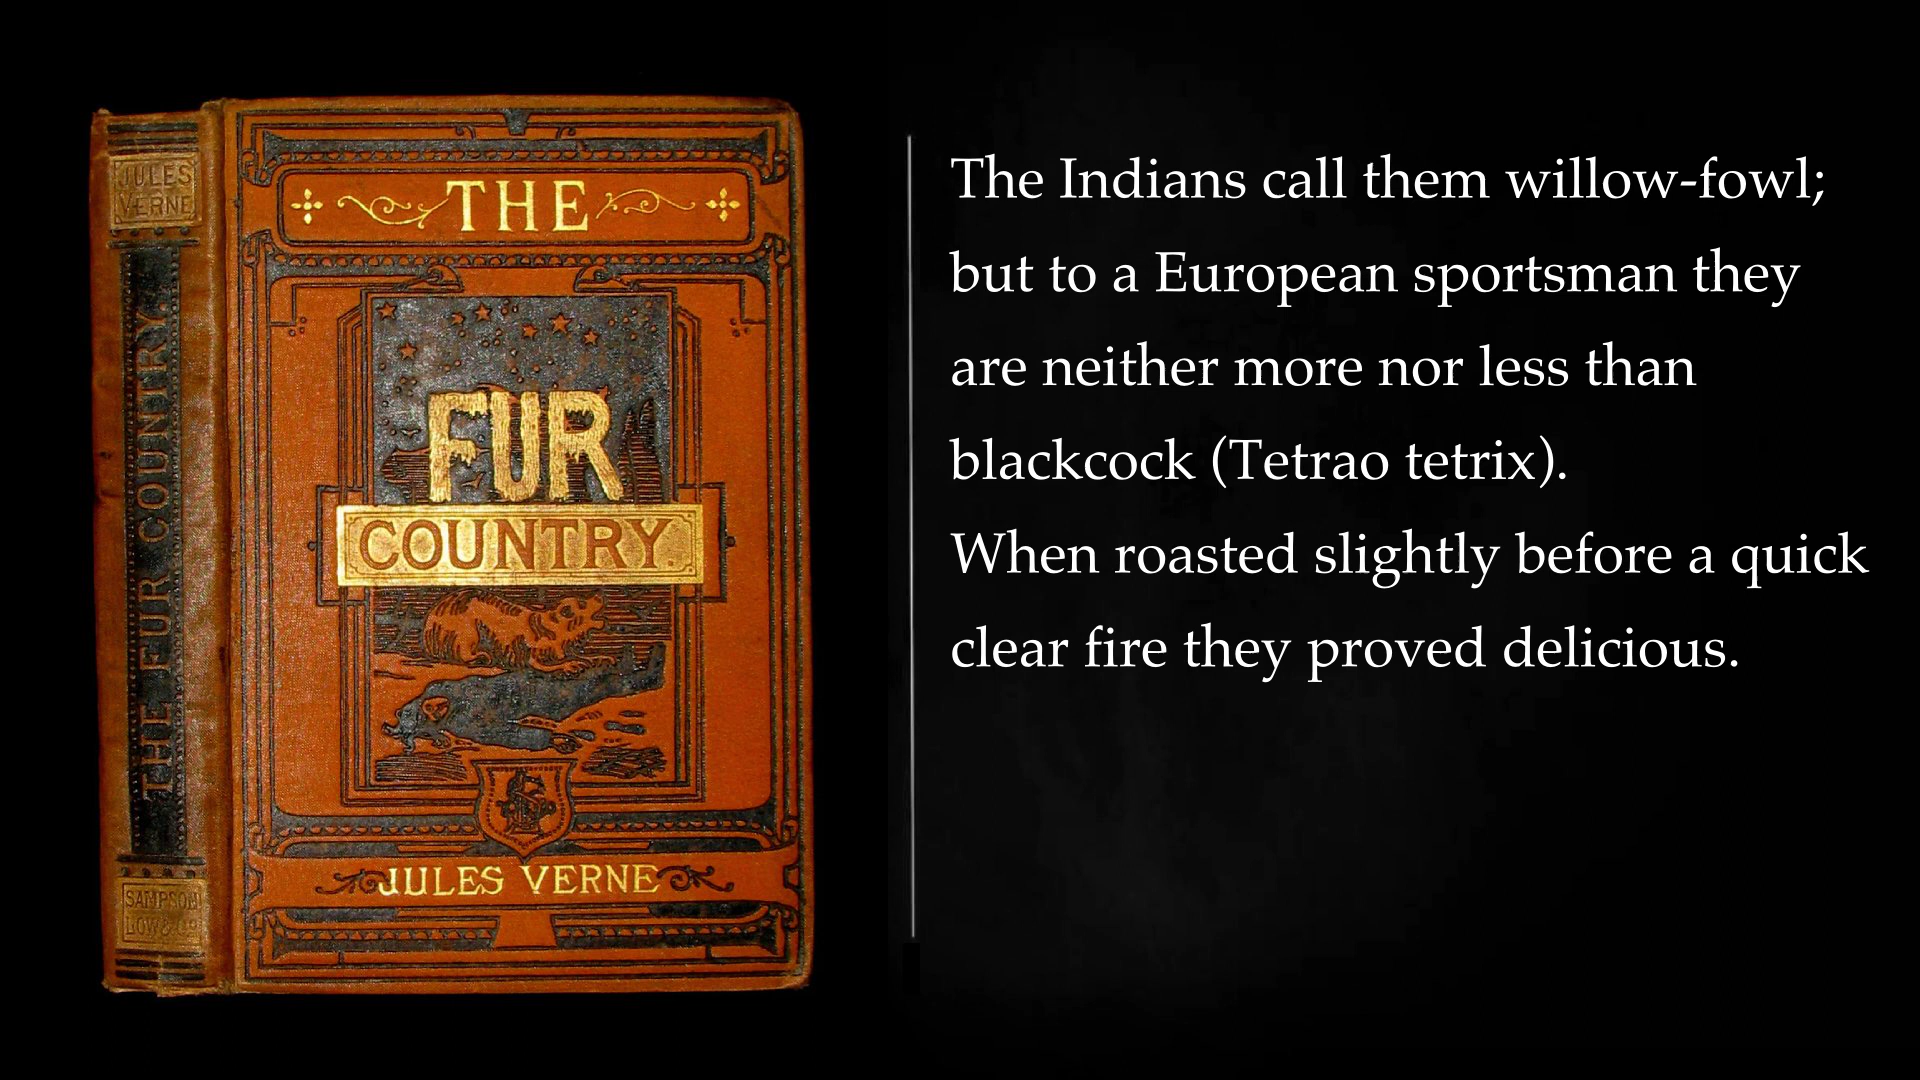 JULES
VERNE
THE FUR COUNTRY.
SAMPSON
LOW & Co
THE
FUR
COUNTRY.
JULES VERNE
The Indians call them willow-fowl;
but to a European sportsman they
are neither more nor less than
blackcock (Tetrao tetrix).
When roasted slightly before a quick
clear fire they proved delicious.